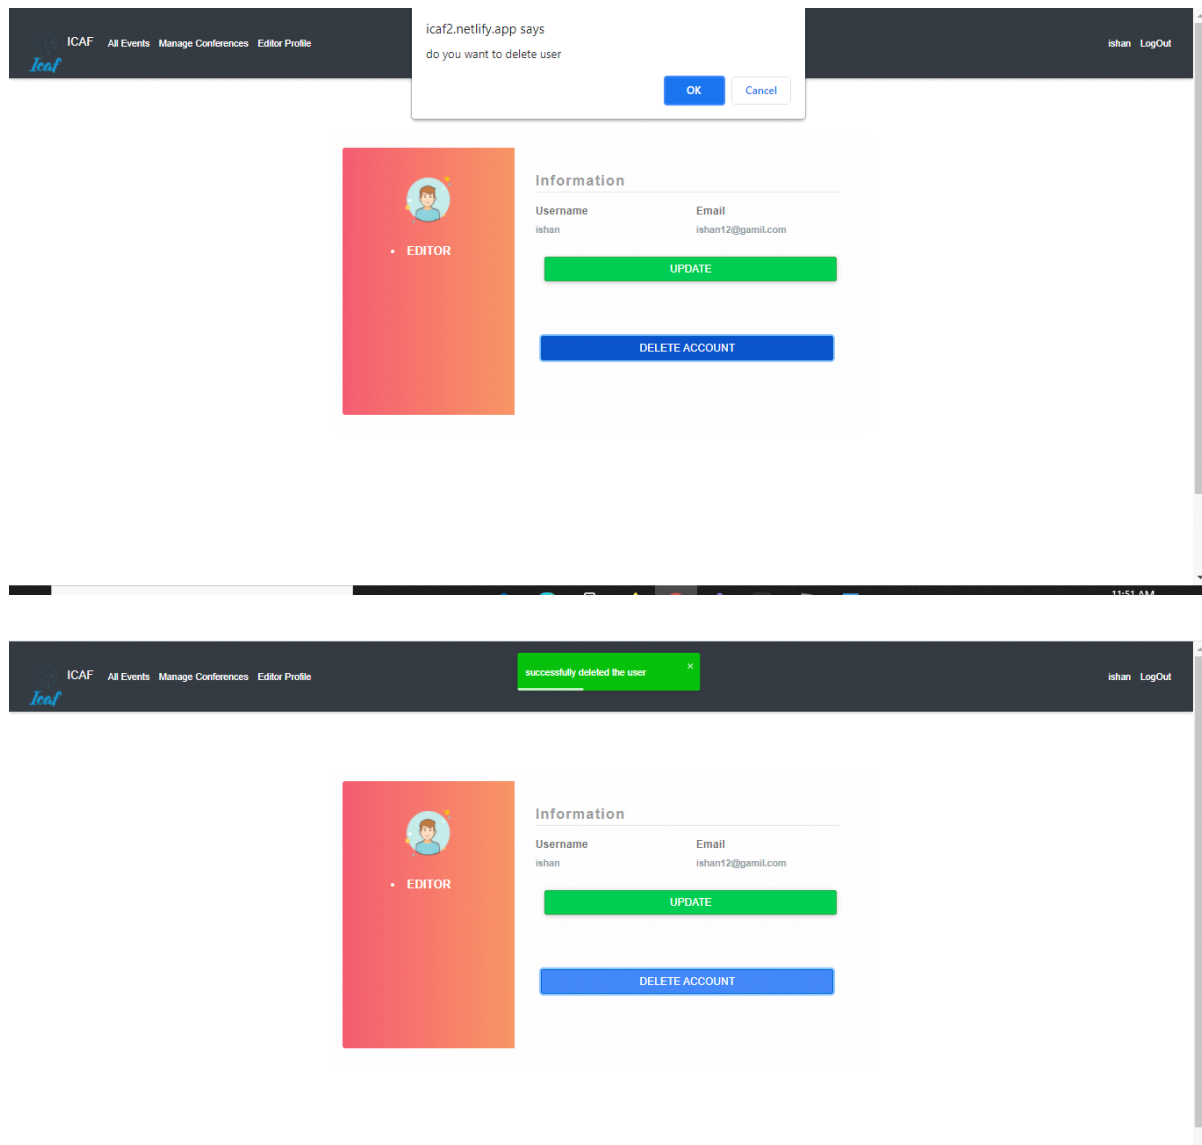 icaf2.netlify.app says
do you want to delete user
OK Cancel
ICAF All Events Manage Conferences Editor Profile ishan LogOut
Icaf
Information
Username Email
ishan ishan12@gamil.com
• EDITOR
UPDATE
DELETE ACCOUNT
11:51 AM
successfully deleted the user ×
ICAF All Events Manage Conferences Editor Profile ishan LogOut
Icaf
Information
Username Email
ishan ishan12@gamil.com
• EDITOR
UPDATE
DELETE ACCOUNT